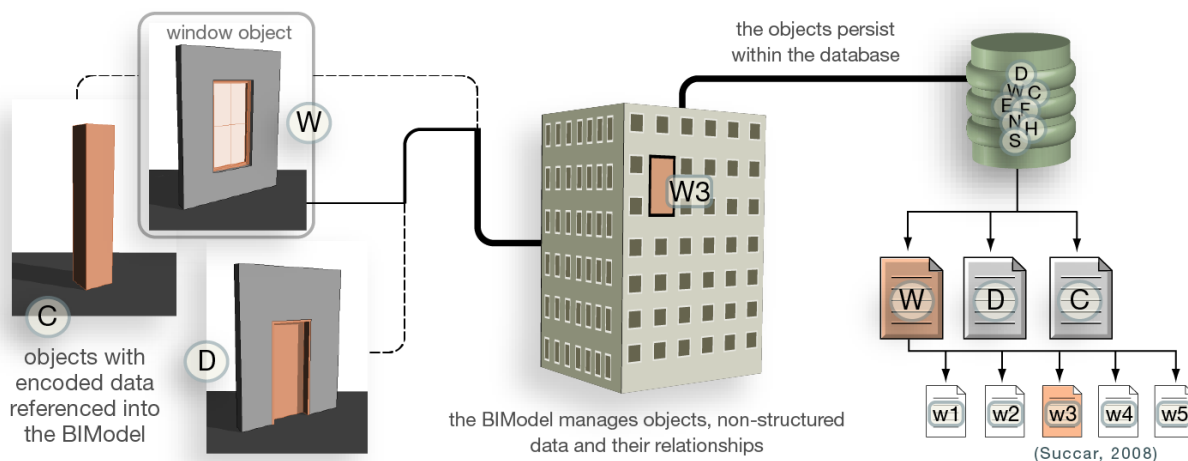 window object
W
C
objects with
encoded data
referenced into
the BIModel
D
W3
the BIModel manages objects, non-structured
data and their relationships
the objects persist
within the database
D
W C
E F
N H
S
W D C
w1 w2 w3 w4 w5
(Succar, 2008)